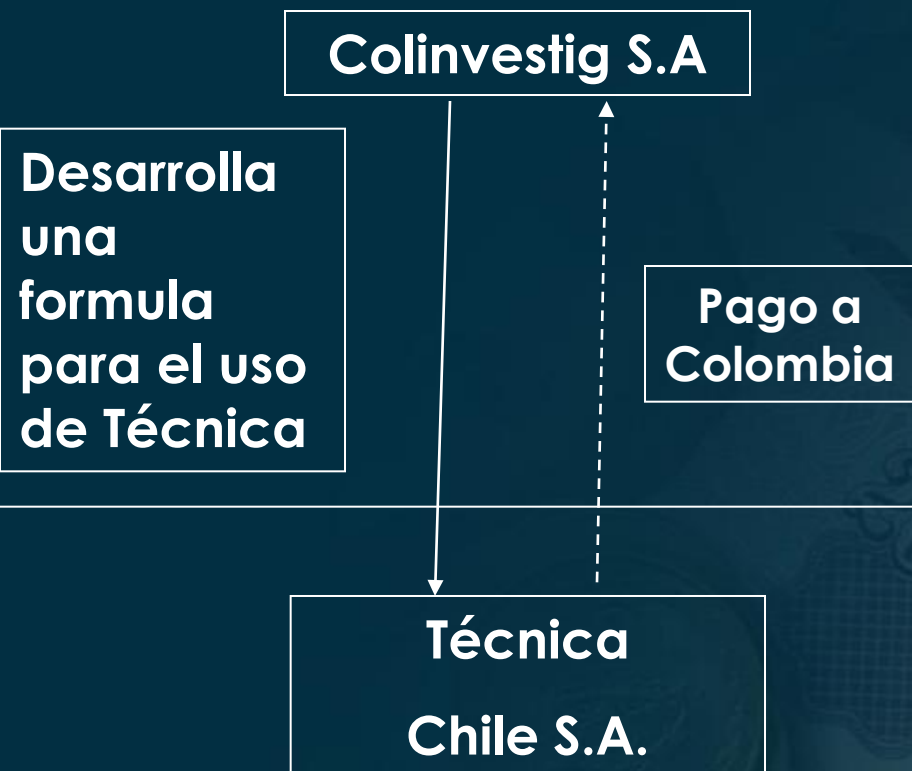 Colinvestig S.A
Desarrolla
una
formula
para el uso
de Técnica
Pago a
Colombia
Técnica
Chile S.A.